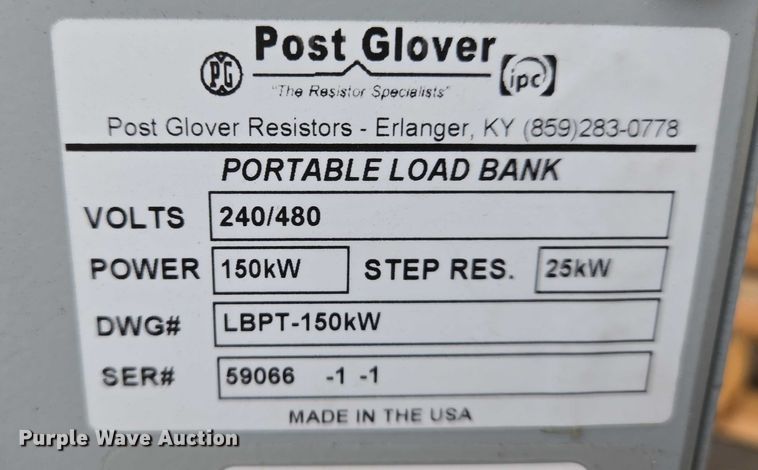 Post Glover
PG
ipc
"The Resistor Specialists"
Post Glover Resistors - Erlanger, KY (859)283-0778
PORTABLE LOAD BANK
VOLTS 240/480
POWER 150kW STEP RES. 25kW
DWG# LBPT-150kW
SER# 59066 -1 -1
MADE IN THE USA
Purple Wave Auction